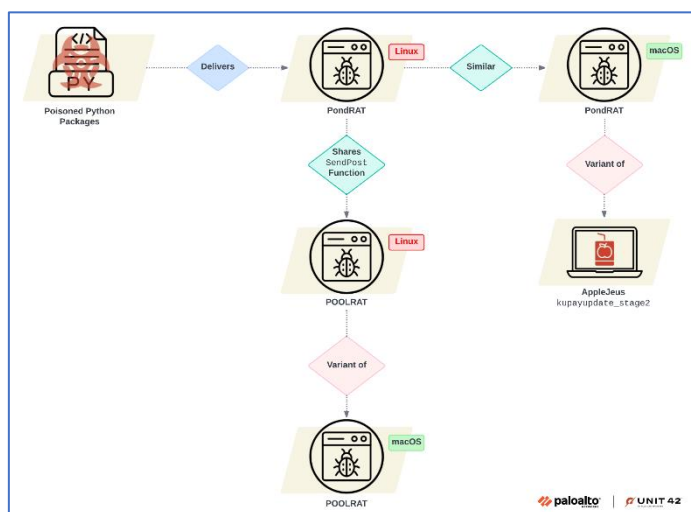 </>
PY
Poisoned Python
Packages
Delivers
Linux
PondRAT
Similar
macOS
PondRAT
Shares
SendPost
Function
Variant of
Linux
POOLRAT
AppleJeus
kupayupdate_stage2
Variant of
macOS
POOLRAT
paloalto
UNIT 42